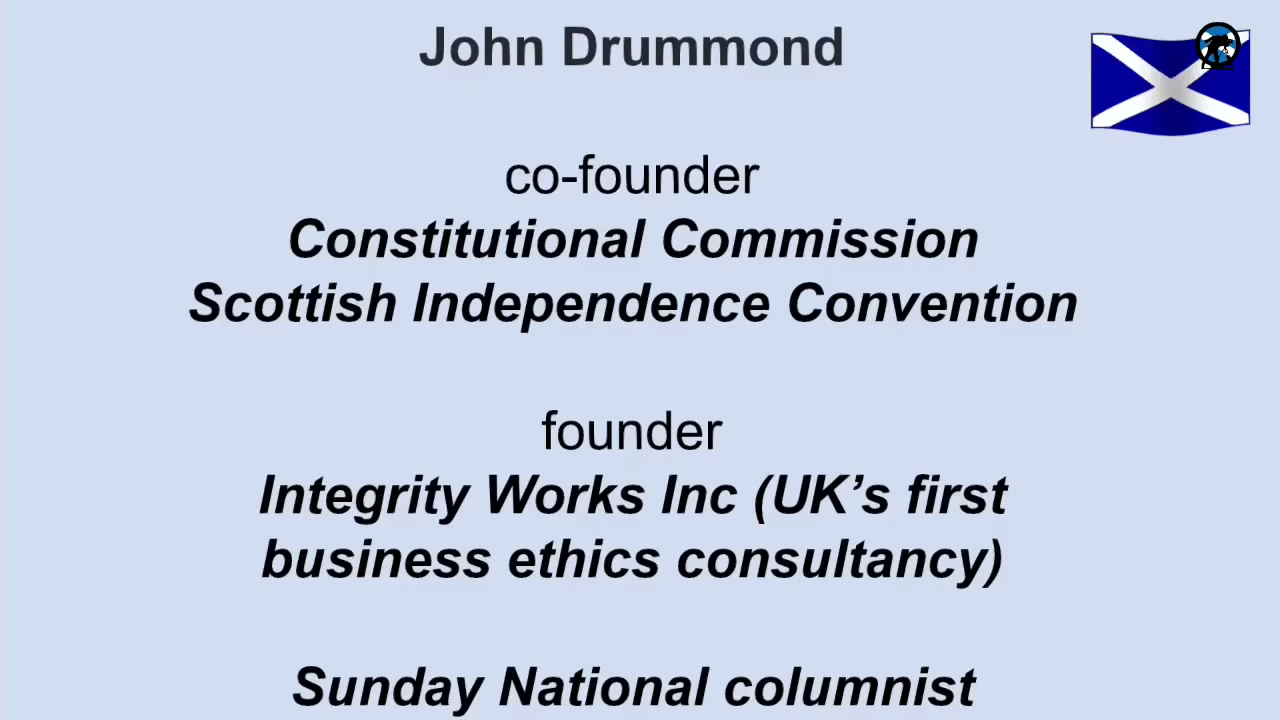 John Drummond
co-founder
Constitutional Commission
Scottish Independence Convention
founder
Integrity Works Inc (UK’s first
business ethics consultancy)
Sunday National columnist